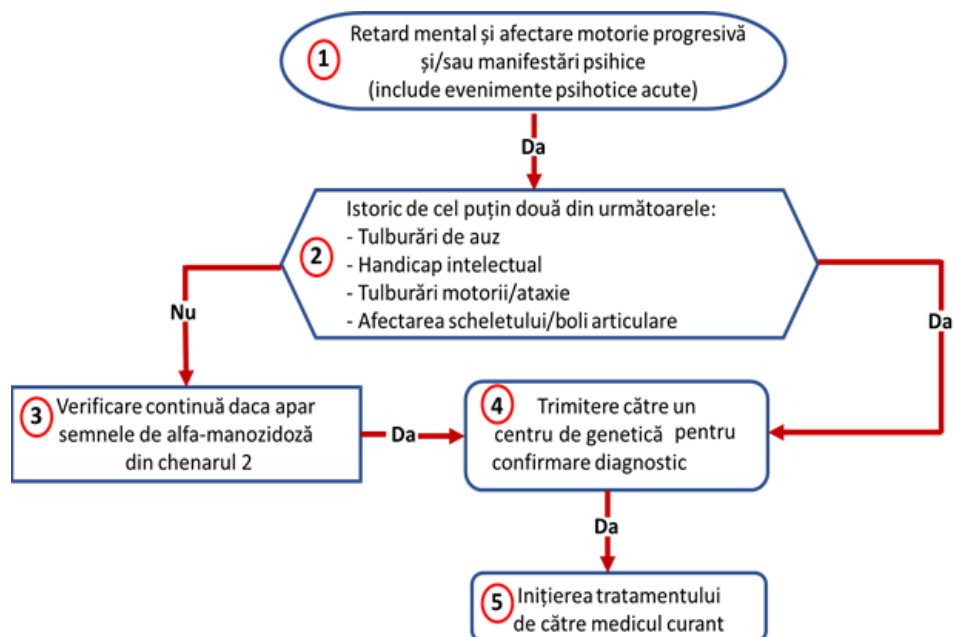 1
Retard mental și afectare motorie progresivă
și/sau manifestări psihice
(include evenimente psihotice acute)
Da
Istoric de cel puțin două din următoarele:
- Tulburări de auz
2
- Handicap intelectual
- Tulburări motorii/ataxie
- Afectarea scheletului/boli articulare
Nu
Da
3
Verificare continuă daca apar
semnele de alfa-manozidoză
din chenarul 2
Da
4
Trimitere către un
centru de genetică pentru
confirmare diagnostic
Da
5
Inițierea tratamentului
de către medicul curant